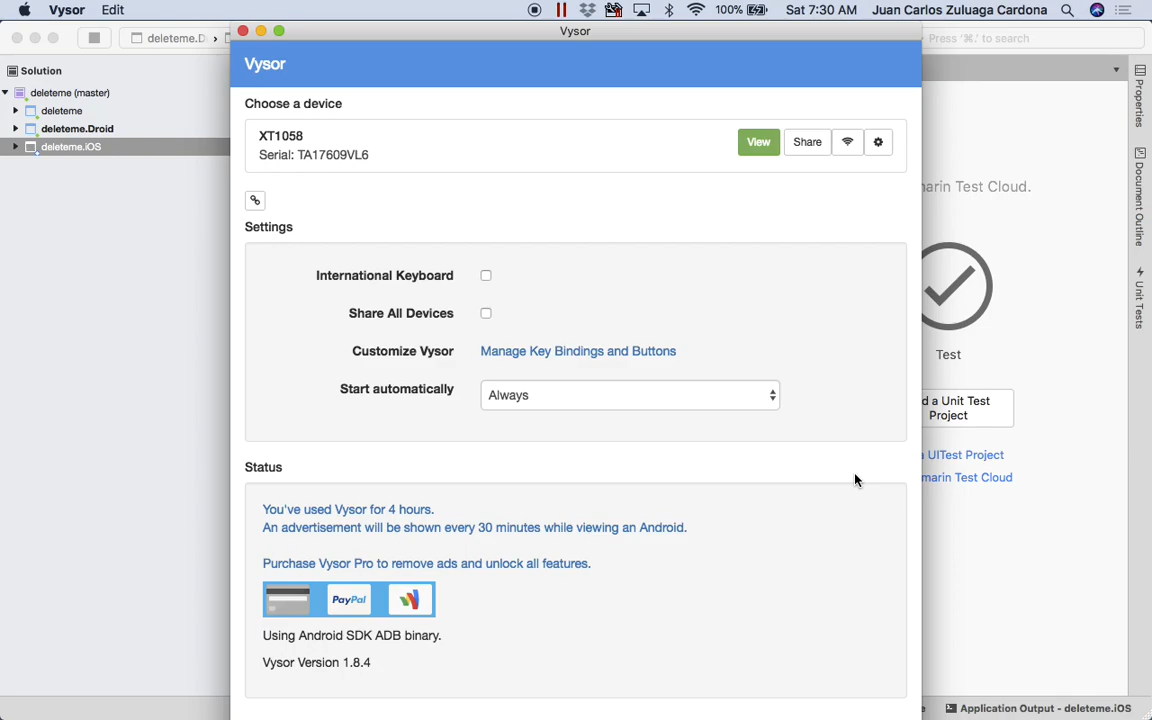 Vysor Edit 100% Sat 7:30 AM Juan Carlos Zuluaga Cardona
deleteme.D
Vysor
Press '⌘.' to search
Solution
deleteme (master)
deleteme
deleteme.Droid
deleteme.iOS
Vysor
Choose a device
XT1058
Serial: TA17609VL6
View
Share
Settings
International Keyboard
Share All Devices
Customize Vysor Manage Key Bindings and Buttons
Start automatically Always
Status
You've used Vysor for 4 hours.
An advertisement will be shown every 30 minutes while viewing an Android.
Purchase Vysor Pro to remove ads and unlock all features.
PayPal
Using Android SDK ADB binary.
Vysor Version 1.8.4
arin Test Cloud.
Test
d a Unit Test
Project
UITest Project
marin Test Cloud
Properties
Document Outline
Unit Tests
Application Output - deleteme.iOS